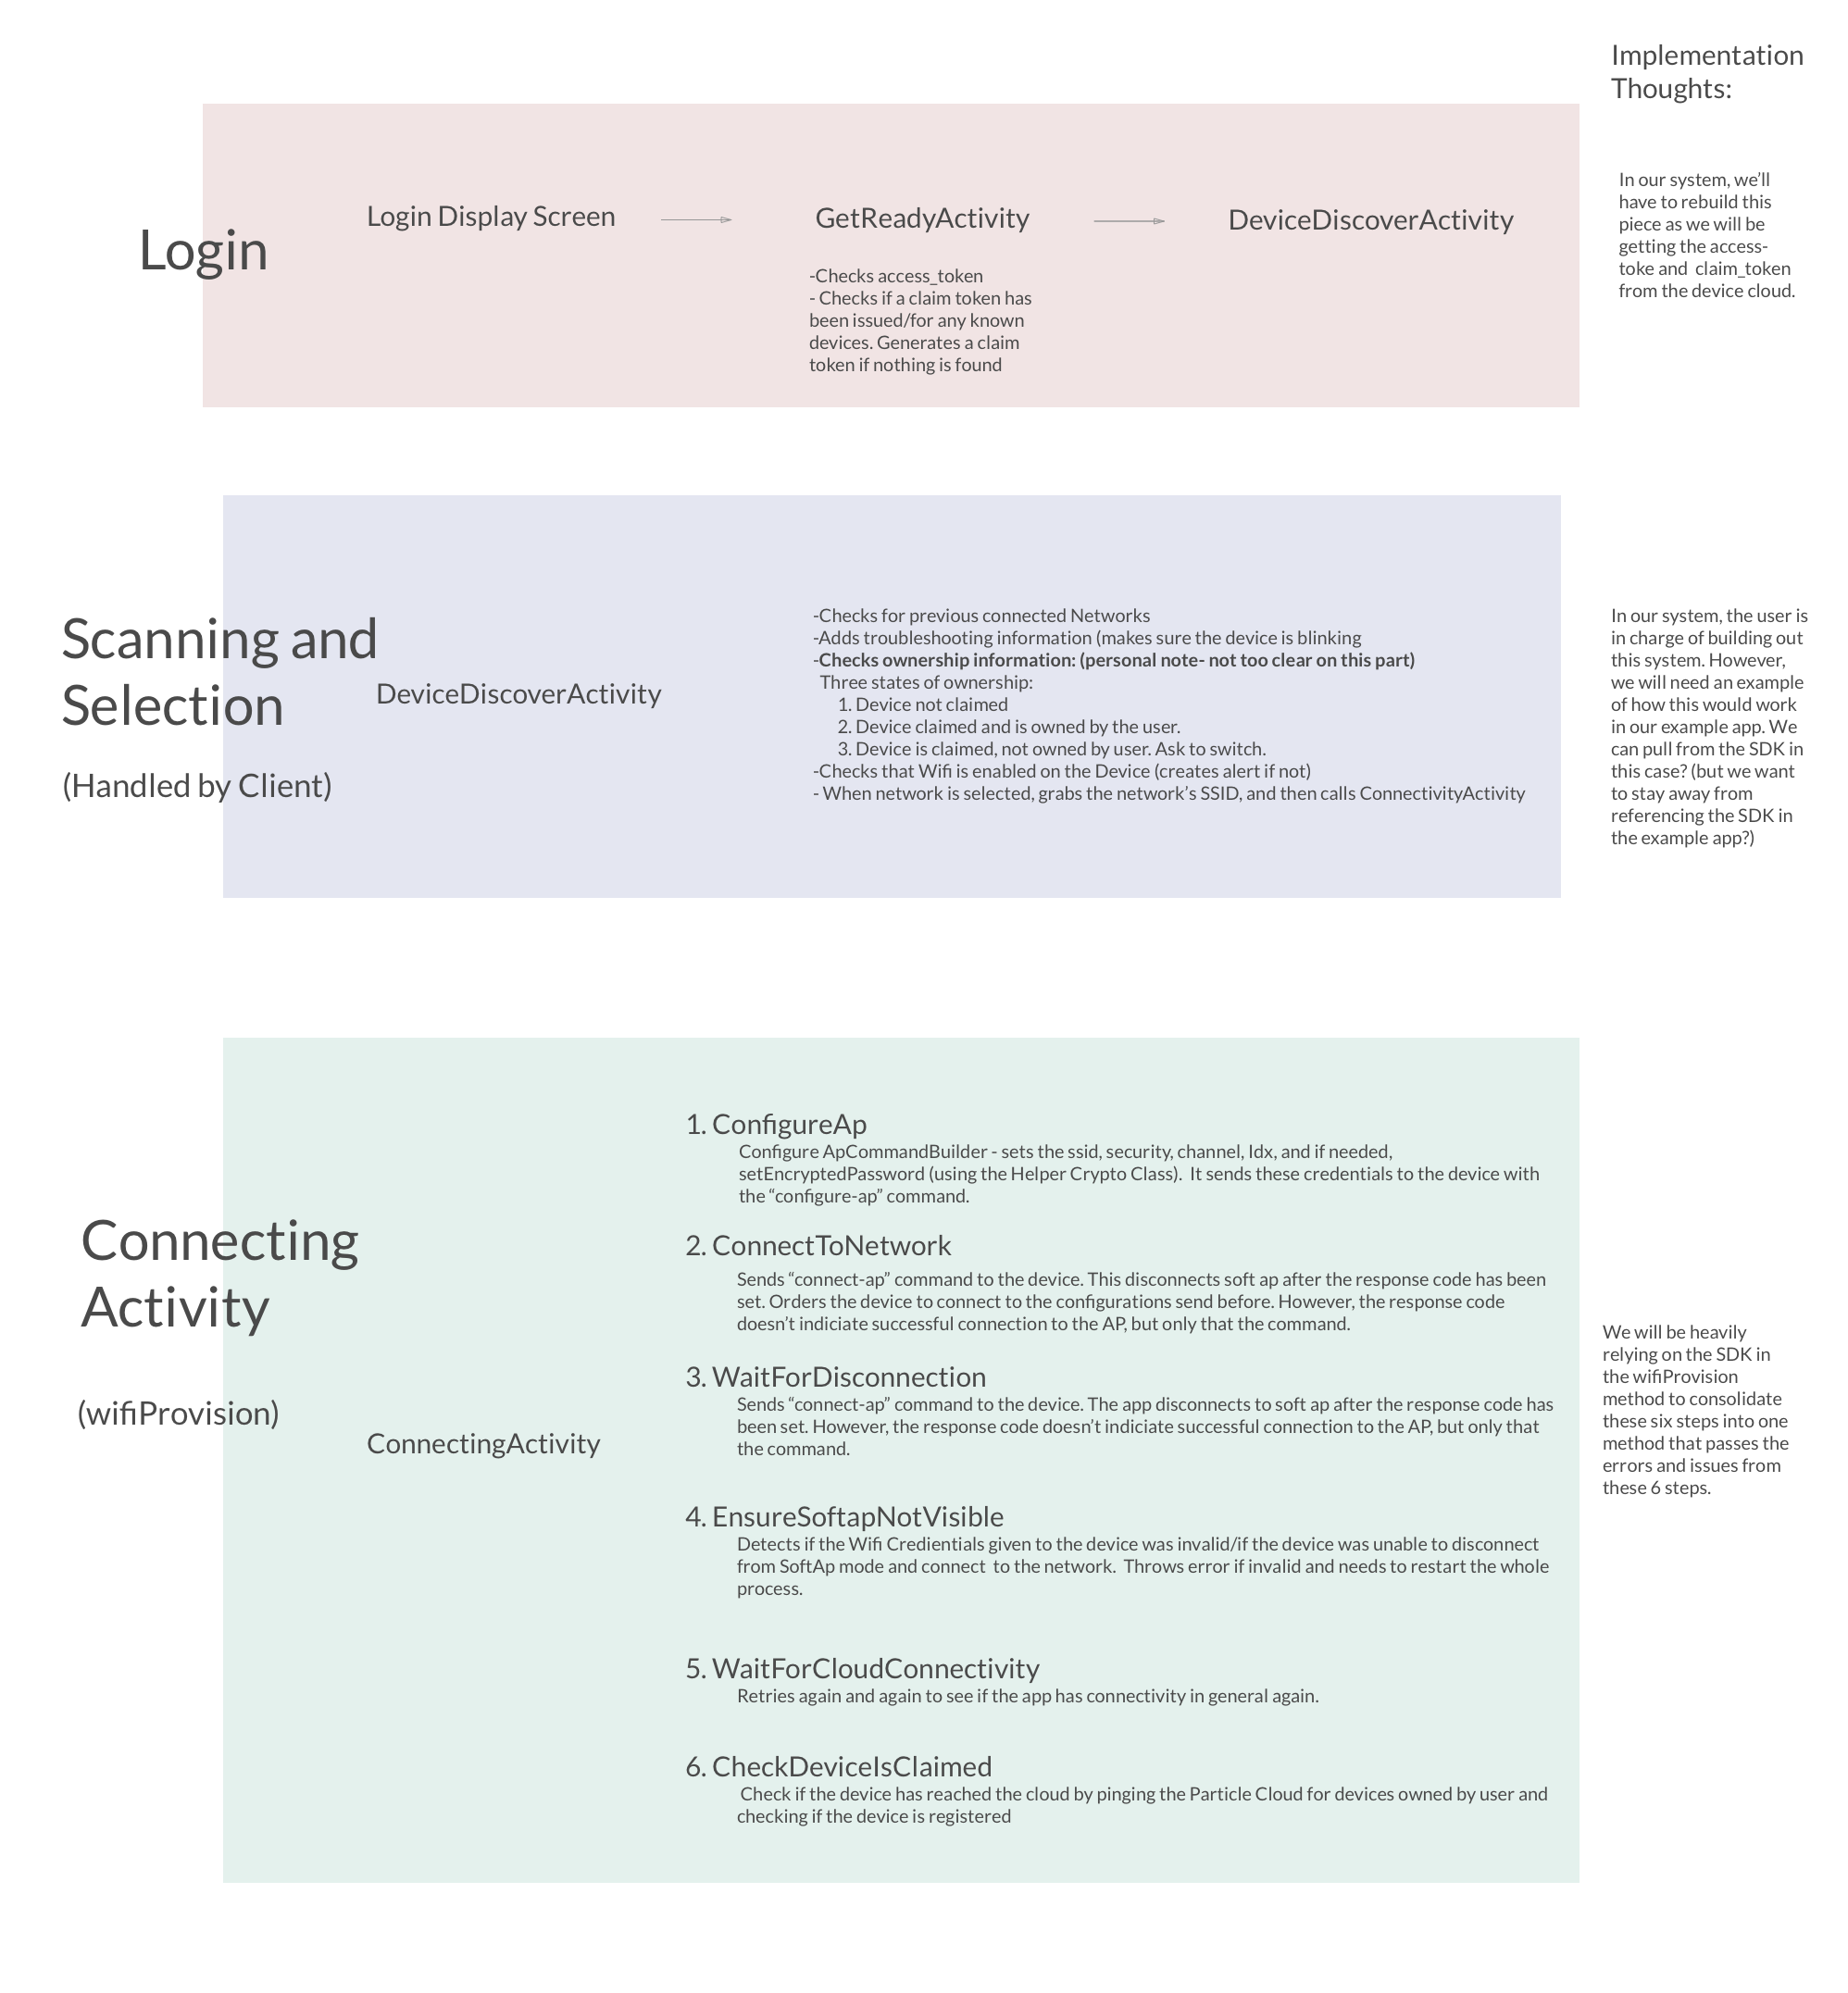 Implementation
Thoughts:
Login
Login Display Screen
GetReadyActivity
DeviceDiscoverActivity
-Checks access_token
- Checks if a claim token has
been issued/for any known
devices. Generates a claim
token if nothing is found
In our system, we’ll
have to rebuild this
piece as we will be
getting the access-
toke and claim_token
from the device cloud.
Scanning and
Selection
(Handled by Client)
DeviceDiscoverActivity
-Checks for previous connected Networks
-Adds troubleshooting information (makes sure the device is blinking
-Checks ownership information: (personal note- not too clear on this part)
Three states of ownership:
1. Device not claimed
2. Device claimed and is owned by the user.
3. Device is claimed, not owned by user. Ask to switch.
-Checks that Wifi is enabled on the Device (creates alert if not)
- When network is selected, grabs the network’s SSID, and then calls ConnectivityActivity
In our system, the user is
in charge of building out
this system. However,
we will need an example
of how this would work
in our example app. We
can pull from the SDK in
this case? (but we want
to stay away from
referencing the SDK in
the example app?)
Connecting
Activity
(wifiProvision)
ConnectingActivity
1. ConfigureAp
Configure ApCommandBuilder - sets the ssid, security, channel, Idx, and if needed,
setEncryptedPassword (using the Helper Crypto Class). It sends these credentials to the device with
the “configure-ap” command.
2. ConnectToNetwork
Sends “connect-ap” command to the device. This disconnects soft ap after the response code has been
set. Orders the device to connect to the configurations send before. However, the response code
doesn’t indiciate successful connection to the AP, but only that the command.
3. WaitForDisconnection
Sends “connect-ap” command to the device. The app disconnects to soft ap after the response code has
been set. However, the response code doesn’t indiciate successful connection to the AP, but only that
the command.
4. EnsureSoftapNotVisible
Detects if the Wifi Credientials given to the device was invalid/if the device was unable to disconnect
from SoftAp mode and connect to the network. Throws error if invalid and needs to restart the whole
process.
5. WaitForCloudConnectivity
Retries again and again to see if the app has connectivity in general again.
6. CheckDeviceIsClaimed
Check if the device has reached the cloud by pinging the Particle Cloud for devices owned by user and
checking if the device is registered
We will be heavily
relying on the SDK in
the wifiProvision
method to consolidate
these six steps into one
method that passes the
errors and issues from
these 6 steps.